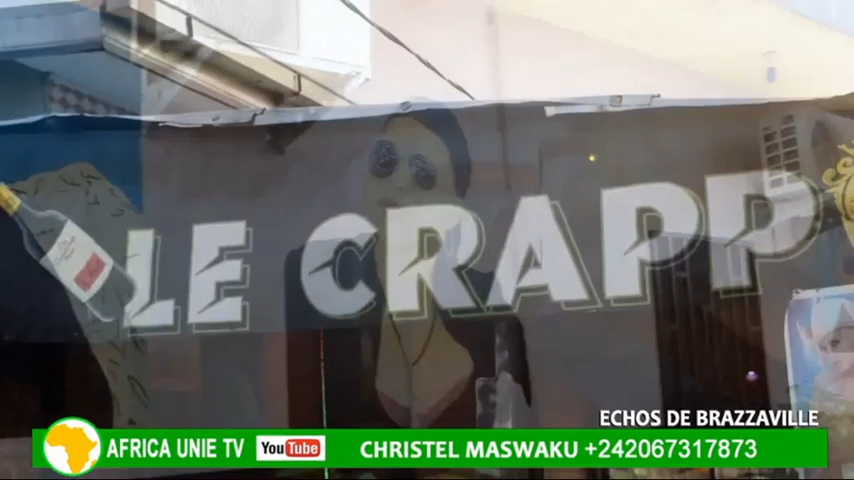 LE CRAPP
ECHOS DE BRAZZAVILLE
AFRICA UNIE TV YouTube CHRISTEL MASWAKU +242067317873